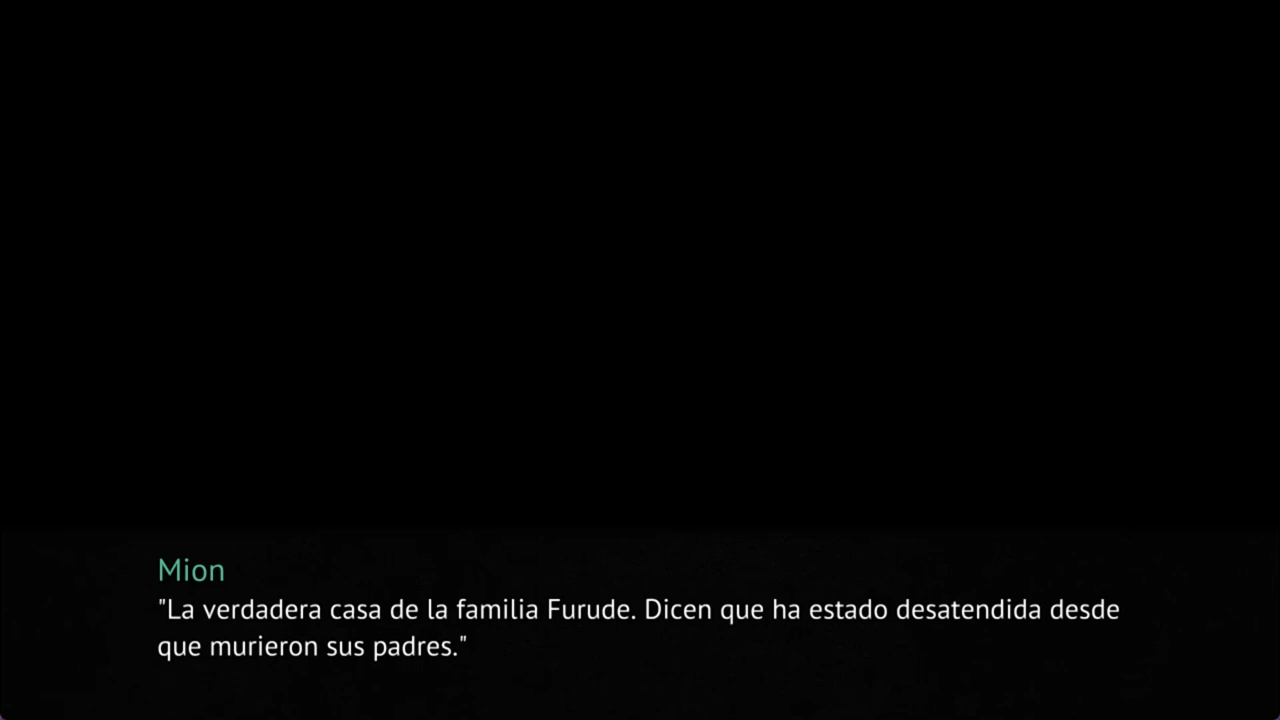 Mion
"La verdadera casa de la familia Furude. Dicen que ha estado desatendida desde
que murieron sus padres."